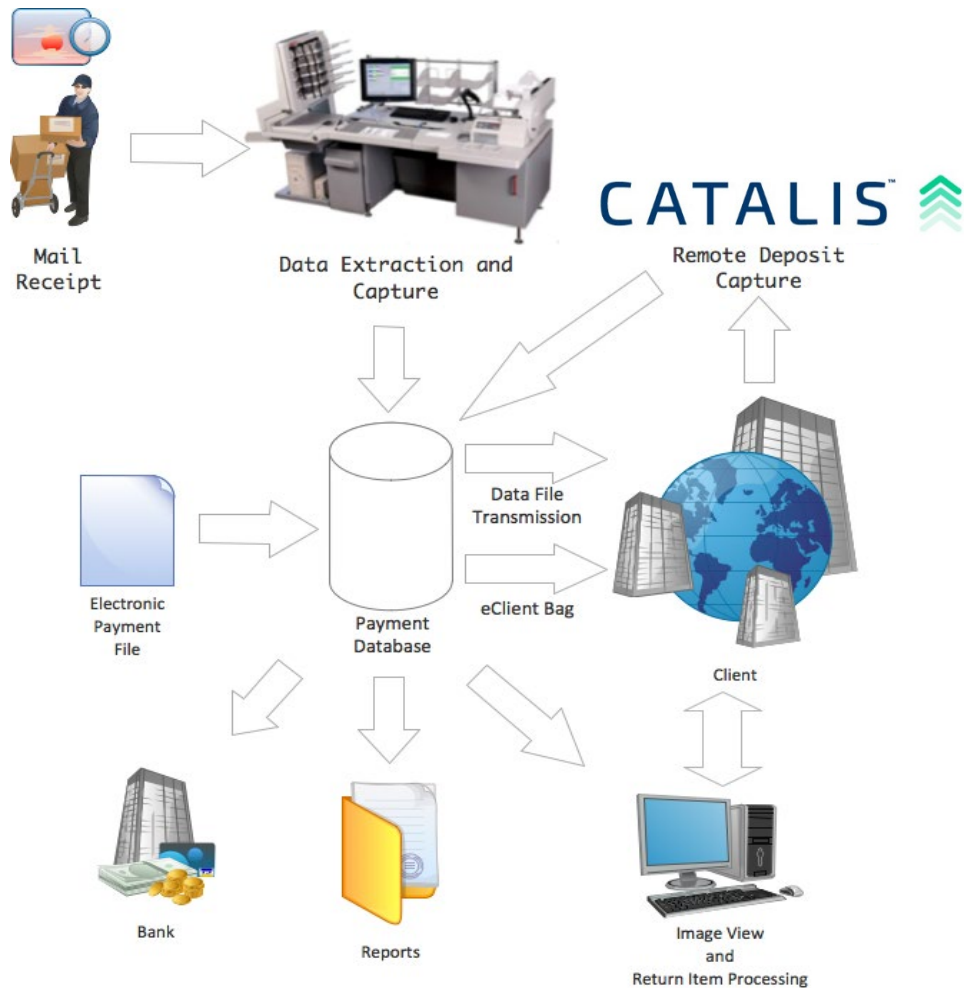 CATALIS™
Mail
Receipt
Data Extraction and
Capture
Remote Deposit
Capture
Data File
Transmission
Electronic
Payment
File
Payment
Database
eClient Bag
Client
Bank
Reports
Image View
and
Return Item Processing